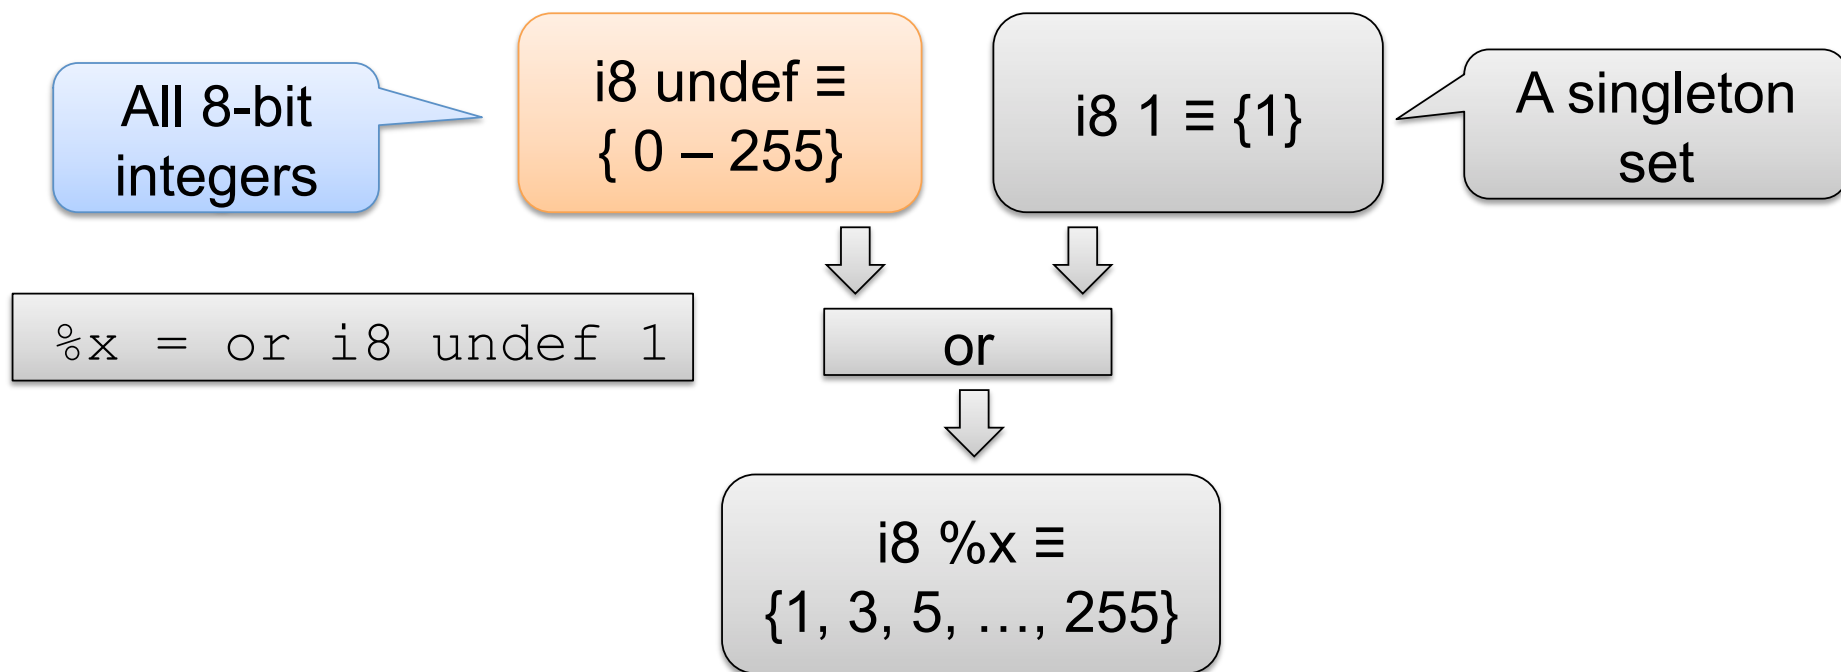 All 8-bit
integers
i8 undef ≡
{ 0 – 255}
i8 1 ≡ {1}
A singleton
set
%x = or i8 undef 1
or
i8 %x ≡
{1, 3, 5, …, 255}